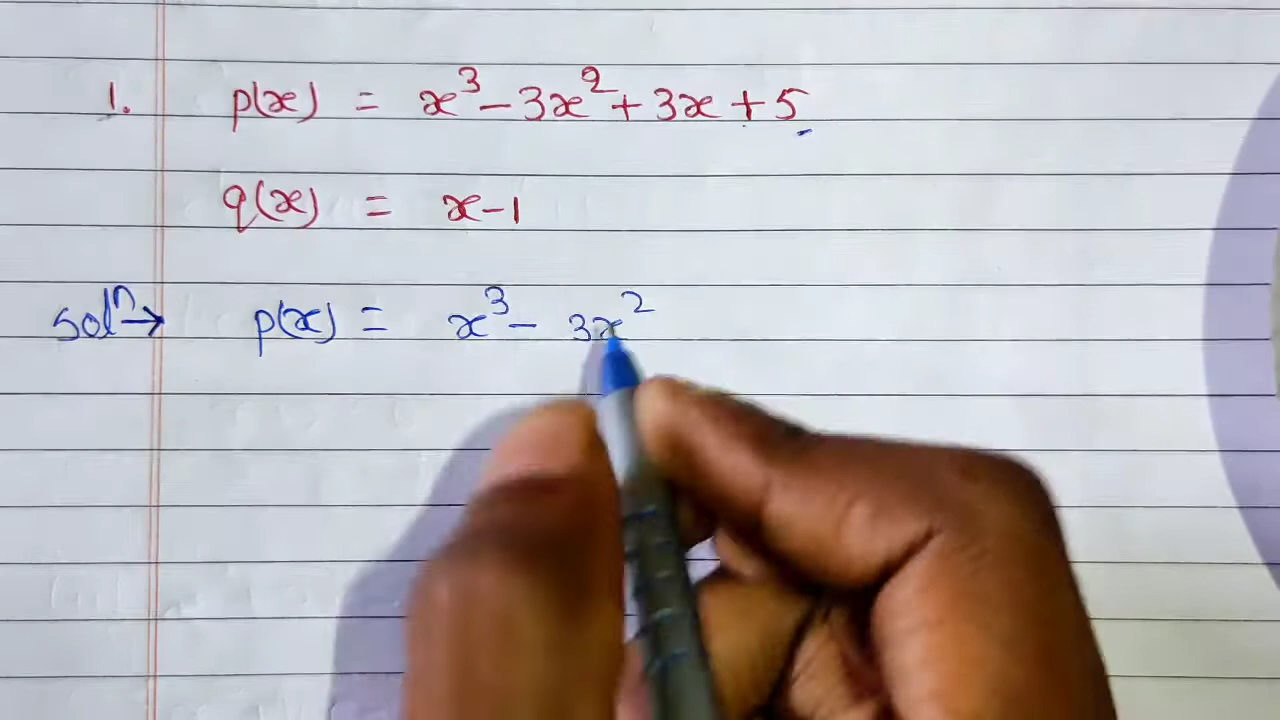 1. p(x) = x³ - 3x² + 3x + 5
q(x) = x-1
solⁿ→ p(x) = x³ - 3x²